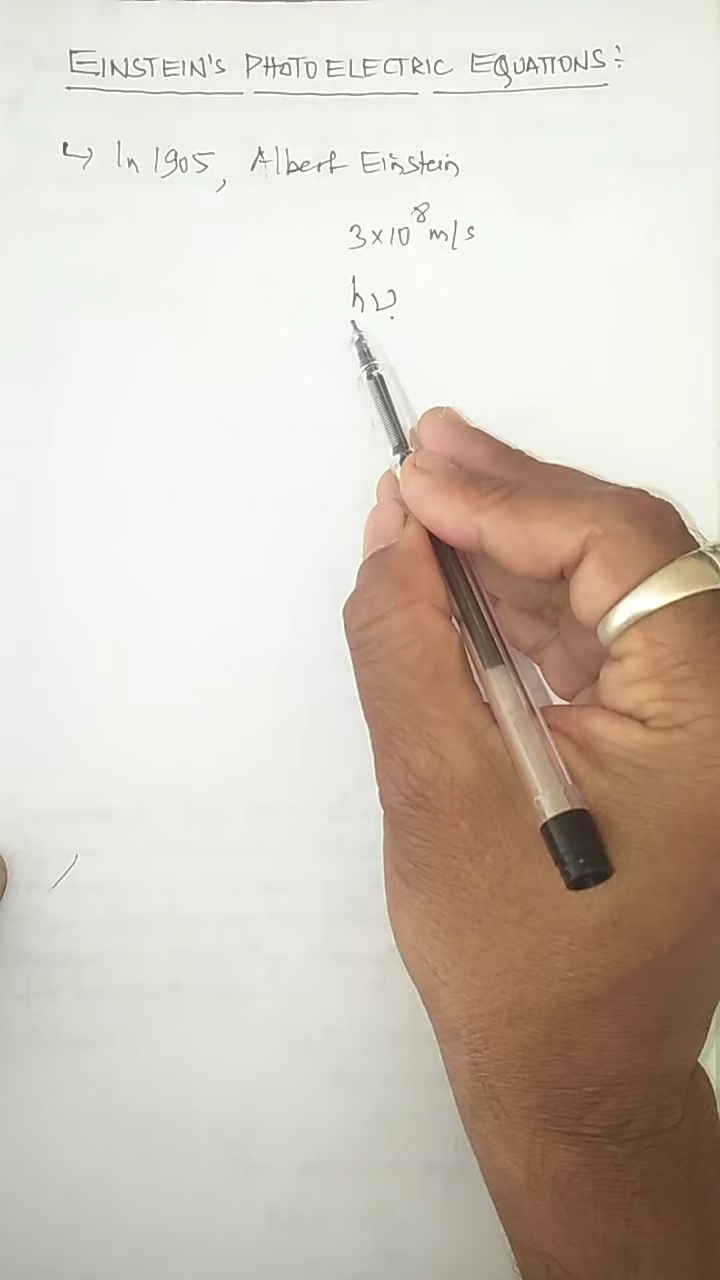 EINSTEIN'S PHOTOELECTRIC EQUATIONS:
↳ In 1905, Albert Einstein
3×10⁸ m/s
hν